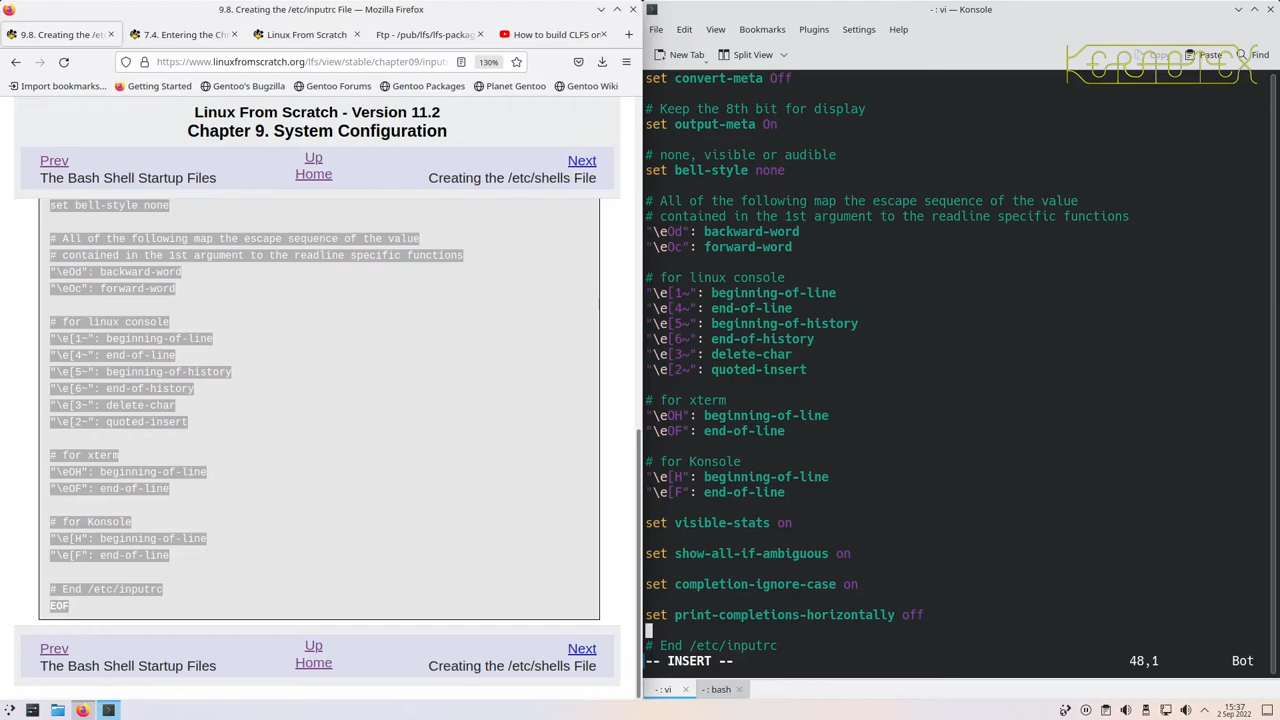 9.8. Creating the /etc/inputrc File — Mozilla Firefox
9.8. Creating the /etc
7.4. Entering the Chr
Linux From Scratch
Ftp - /pub/lfs/lfs-packag
How to build CLFS on
https://www.linuxfromscratch.org/lfs/view/stable/chapter09/input
130%
Import bookmarks...
Getting Started
Gentoo's Bugzilla
Gentoo Forums
Gentoo Packages
Planet Gentoo
Gentoo Wiki
Linux From Scratch - Version 11.2
Chapter 9. System Configuration
Prev
Up
Next
The Bash Shell Startup Files
Home
Creating the /etc/shells File
set bell-style none
# All of the following map the escape sequence of the value
# contained in the 1st argument to the readline specific functions
"\eOd": backward-word
"\eOc": forward-word
# for linux console
"\e[1~": beginning-of-line
"\e[4~": end-of-line
"\e[5~": beginning-of-history
"\e[6~": end-of-history
"\e[3~": delete-char
"\e[2~": quoted-insert
# for xterm
"\eOH": beginning-of-line
"\eOF": end-of-line
# for Konsole
"\e[H": beginning-of-line
"\e[F": end-of-line
# End /etc/inputrc
EOF
Prev
Up
Next
The Bash Shell Startup Files
Home
Creating the /etc/shells File
- : vi — Konsole
File
Edit
View
Bookmarks
Plugins
Settings
Help
New Tab
Split View
Copy
Paste
Find
KERAPLEX
set convert-meta Off
# Keep the 8th bit for display
set output-meta On
# none, visible or audible
set bell-style none
# All of the following map the escape sequence of the value
# contained in the 1st argument to the readline specific functions
"\eOd": backward-word
"\eOc": forward-word
# for linux console
"\e[1~": beginning-of-line
"\e[4~": end-of-line
"\e[5~": beginning-of-history
"\e[6~": end-of-history
"\e[3~": delete-char
"\e[2~": quoted-insert
# for xterm
"\eOH": beginning-of-line
"\eOF": end-of-line
# for Konsole
"\e[H": beginning-of-line
"\e[F": end-of-line
set visible-stats on
set show-all-if-ambiguous on
set completion-ignore-case on
set print-completions-horizontally off
# End /etc/inputrc
-- INSERT --
48,1
Bot
- : vi
- : bash
15:37
2 Sep 2022